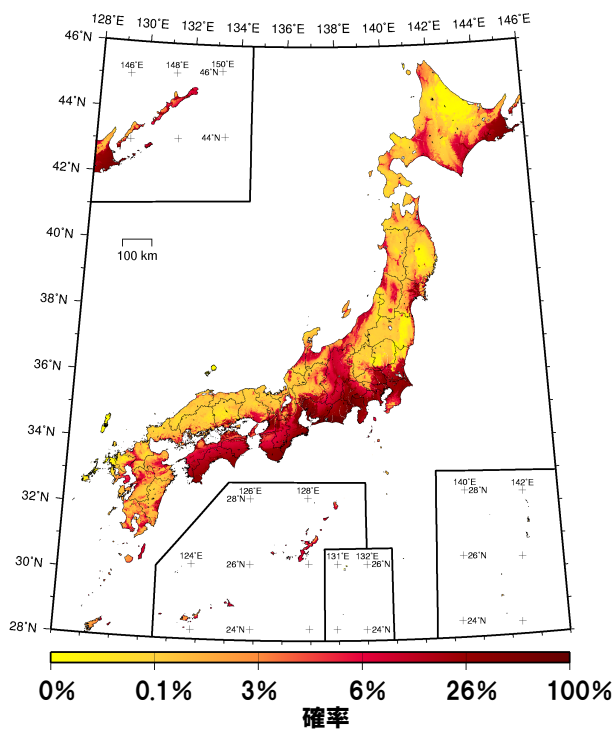 128˚E 130˚E 132˚E 134˚E 136˚E 138˚E 140˚E 142˚E 144˚E 146˚E
46˚N
146˚E 148˚E 150˚E
46˚N
44˚N
44˚N
42˚N
40˚N
100 km
38˚N
36˚N
34˚N
32˚N
126˚E 128˚E
28˚N
140˚E 142˚E
28˚N
30˚N
124˚E
26˚N
131˚E 132˚E
26˚N
26˚N
28˚N
24˚N
24˚N
24˚N
0% 0.1% 3% 6% 26% 100%
確率